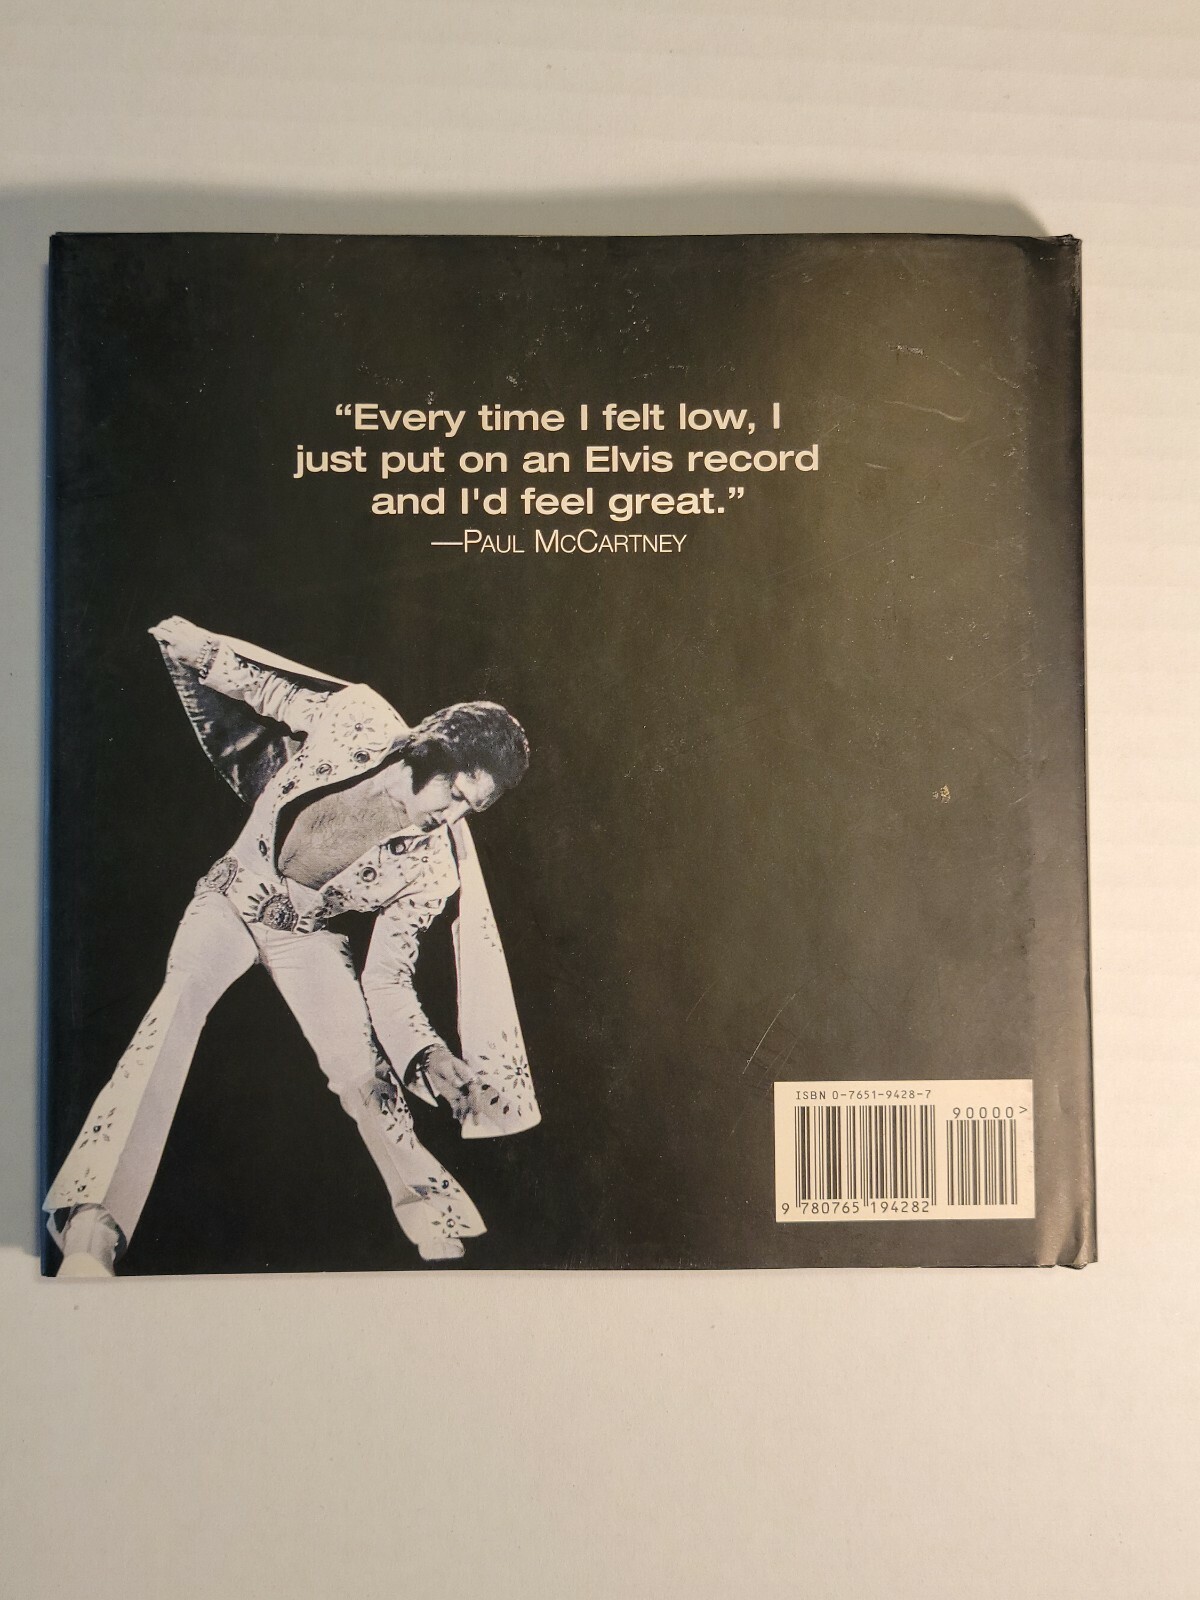 “Every time I felt low, I
just put on an Elvis record
and I'd feel great.”
—PAUL MCCARTNEY
ISBN 0-7651-9428-7
90000>
9 780765 194282